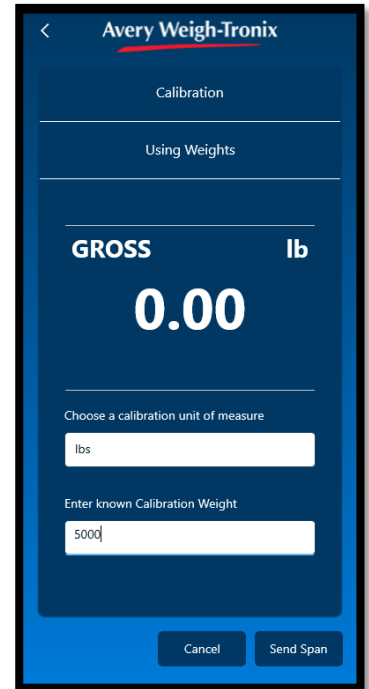 Avery Weigh-Tronix
Calibration
Using Weights
GROSS lb
0.00
Choose a calibration unit of measure
lbs
Enter known Calibration Weight
5000
Cancel Send Span